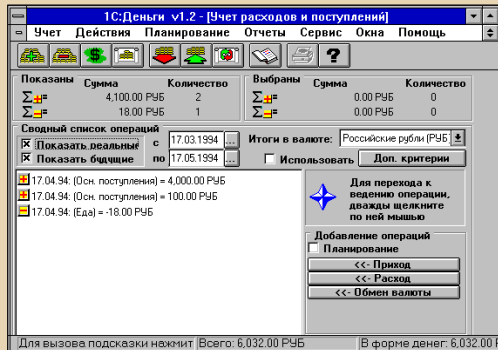 1С:Деньги v1.2 - [Учет расходов и поступлений]
Учет Действия Планирование Отчеты Сервис Окна Помощь
Показаны Сумма Количество
Σ+= 4,100.00 РУБ 2
Σ-= 18.00 РУБ 1
Выбраны Сумма Количество
Σ+= 0.00 РУБ 0
Σ-= 0.00 РУБ 0
Сводный список операций
Показать реальные с 17.03.1994 ...
Показать будущие по 17.05.1994 ...
Итоги в валюте: Российские рубли (РУБ
Использовать Доп. критерии
17.04.94: (Осн. поступления) = 4,000.00 РУБ
17.04.94: (Осн. поступления) = 100.00 РУБ
17.04.94: (Еда) = -18.00 РУБ
Для перехода к
ведению операции,
дважды щелкните
по ней мышью
Добавление операций
Планирование
<<- Приход
<<- Расход
<<- Обмен валюты
Для вызова подсказки нажмит Всего: 6,032.00 РУБ В форме денег: 6,032.00 Р